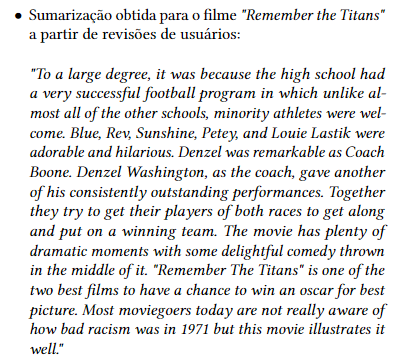 • Sumarização obtida para o filme "Remember the Titans"
a partir de revisões de usuários:
"To a large degree, it was because the high school had
a very successful football program in which unlike al-
most all of the other schools, minority athletes were wel-
come. Blue, Rev, Sunshine, Petey, and Louie Lastik were
adorable and hilarious. Denzel was remarkable as Coach
Boone. Denzel Washington, as the coach, gave another
of his consistently outstanding performances. Together
they try to get their players of both races to get along
and put on a winning team. The movie has plenty of
dramatic moments with some delightful comedy thrown
in the middle of it. "Remember The Titans" is one of the
two best films to have a chance to win an oscar for best
picture. Most moviegoers today are not really aware of
how bad racism was in 1971 but this movie illustrates it
well."